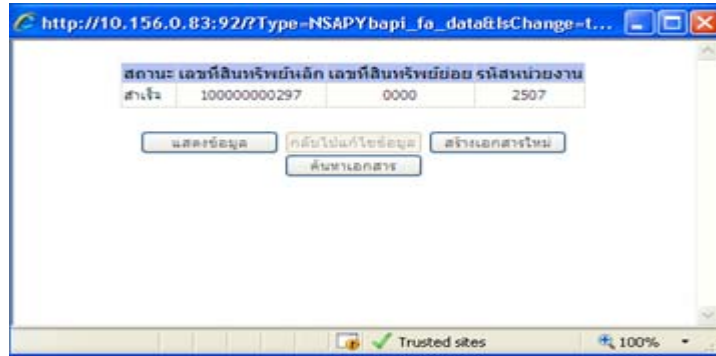 http://10.156.0.83:92/?Type=NSAPYbapi_fa_data&IsChange=t...
สถานะ เลขที่สินทรัพย์หลัก เลขที่สินทรัพย์ย่อย รหัสหน่วยงาน
สำเร็จ 100000000297 0000 2507
แสดงข้อมูล กลับไปแก้ไขข้อมูล สร้างเอกสารใหม่
ค้นหาเอกสาร
Trusted sites 100%